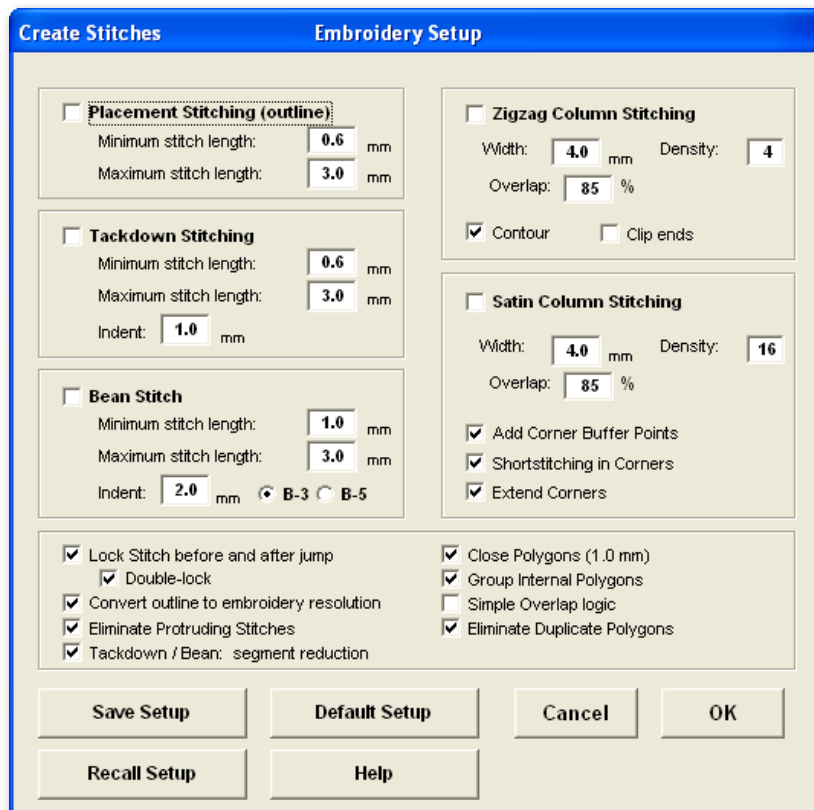 Create Stitches Embroidery Setup
Placement Stitching (outline)
Minimum stitch length: 0.6 mm
Maximum stitch length: 3.0 mm
Tackdown Stitching
Minimum stitch length: 0.6 mm
Maximum stitch length: 3.0 mm
Indent: 1.0 mm
Bean Stitch
Minimum stitch length: 1.0 mm
Maximum stitch length: 3.0 mm
Indent: 2.0 mm B-3 B-5
Zigzag Column Stitching
Width: 4.0 mm Density: 4
Overlap: 85 %
Contour Clip ends
Satin Column Stitching
Width: 4.0 mm Density: 16
Overlap: 85 %
Add Corner Buffer Points
Shortstitching in Corners
Extend Corners
Lock Stitch before and after jump
Double-lock
Convert outline to embroidery resolution
Eliminate Protruding Stitches
Tackdown / Bean: segment reduction
Close Polygons (1.0 mm)
Group Internal Polygons
Simple Overlap logic
Eliminate Duplicate Polygons
Save Setup Default Setup Cancel OK
Recall Setup Help